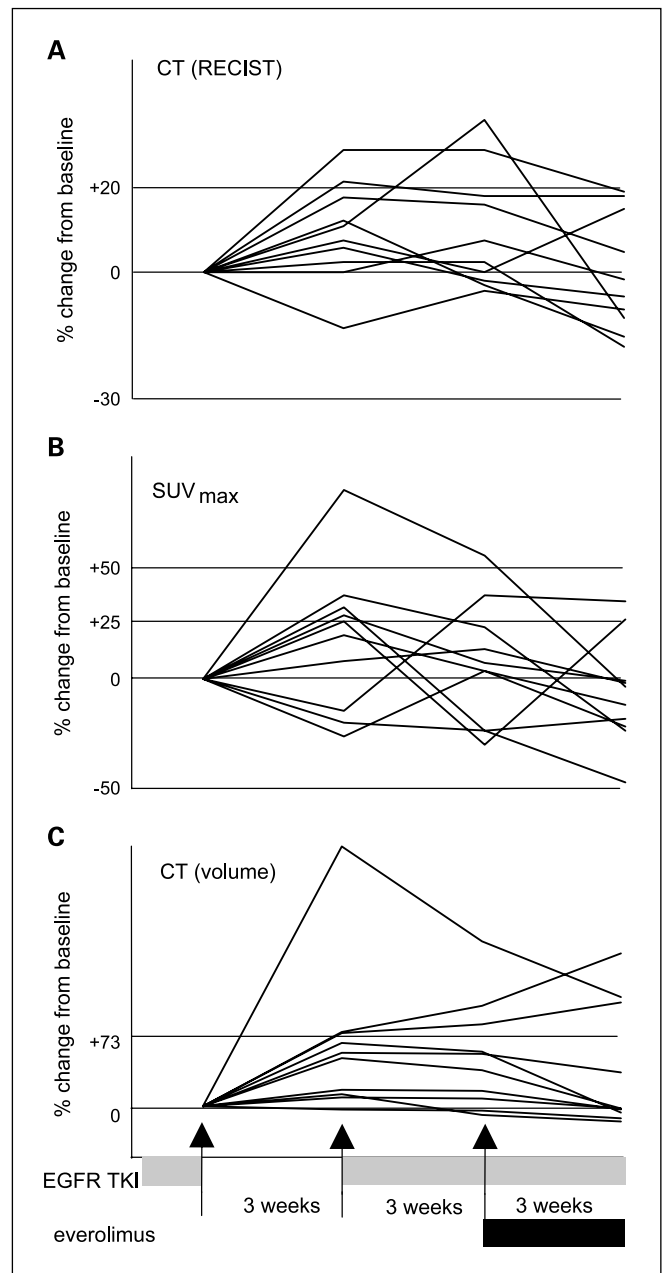 A
CT (RECIST)
% change from baseline
+20
0
-30
B
SUV max
% change from baseline
+50
+25
0
-50
C
CT (volume)
% change from baseline
+73
0
EGFR TKI
3 weeks 3 weeks 3 weeks
everolimus